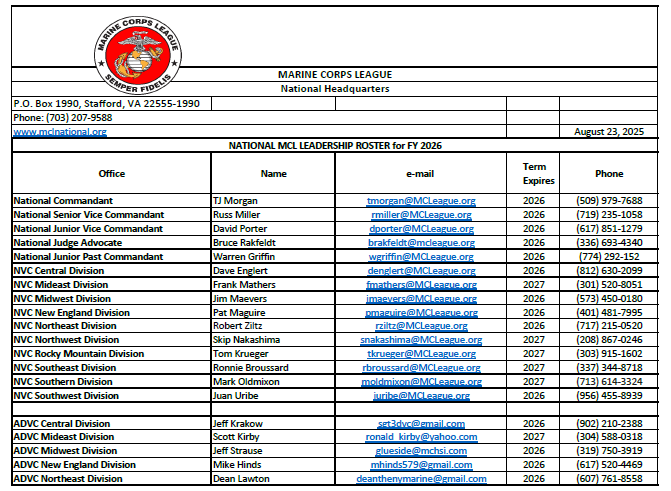 MARINE CORPS LEAGUE
SEMPER FIDELIS
MARINE CORPS LEAGUE
National Headquarters
P.O. Box 1990, Stafford, VA 22555-1990
Phone: (703) 207-9588
www.mclnational.org August 23, 2025
NATIONAL MCL LEADERSHIP ROSTER for FY 2026
Office Name e-mail Term Expires Phone
National Commandant TJ Morgan tmorgan@MCLeague.org 2026 (509) 979-7688
National Senior Vice Commandant Russ Miller rmiller@MCLeague.org 2026 (719) 235-1058
National Junior Vice Commandant David Porter dporter@MCLeague.org 2026 (617) 851-1279
National Judge Advocate Bruce Rakfeldt brakfeldt@mcleague.org 2026 (336) 693-4340
National Junior Past Commandant Warren Griffin wgriffin@MCLeague.org 2026 (774) 292-152
NVC Central Division Dave Englert denglert@MCLeague.org 2026 (812) 630-2099
NVC Mideast Division Frank Mathers fmathers@MCLeague.org 2027 (301) 520-8051
NVC Midwest Division Jim Maevers jmaevers@MCLeague.org 2026 (573) 450-0180
NVC New England Division Pat Maguire pmaguire@MCLeague.org 2026 (401) 481-7995
NVC Northeast Division Robert Ziltz rziltz@MCLeague.org 2026 (717) 215-0520
NVC Northwest Division Skip Nakashima snakashima@MCLeague.org 2027 (208) 867-0246
NVC Rocky Mountain Division Tom Krueger tkrueger@MCLeague.org 2027 (303) 915-1602
NVC Southeast Division Ronnie Broussard rbroussard@MCLeague.org 2027 (337) 344-8718
NVC Southern Division Mark Oldmixon moldmixon@MCLeague.org 2027 (713) 614-3324
NVC Southwest Division Juan Uribe juribe@MCLeague.org 2026 (956) 455-8939
ADVC Central Division Jeff Krakow sgt3dvc@gmail.com 2026 (902) 210-2388
ADVC Mideast Division Scott Kirby ronald_kirby@yahoo.com 2027 (304) 588-0318
ADVC Midwest Division Jeff Strause glueside@mchsi.com 2026 (319) 750-3919
ADVC New England Division Mike Hinds mhinds579@gmail.com 2026 (617) 520-4469
ADVC Northeast Division Dean Lawton deanthenymarine@gmail.com 2026 (607) 761-8558